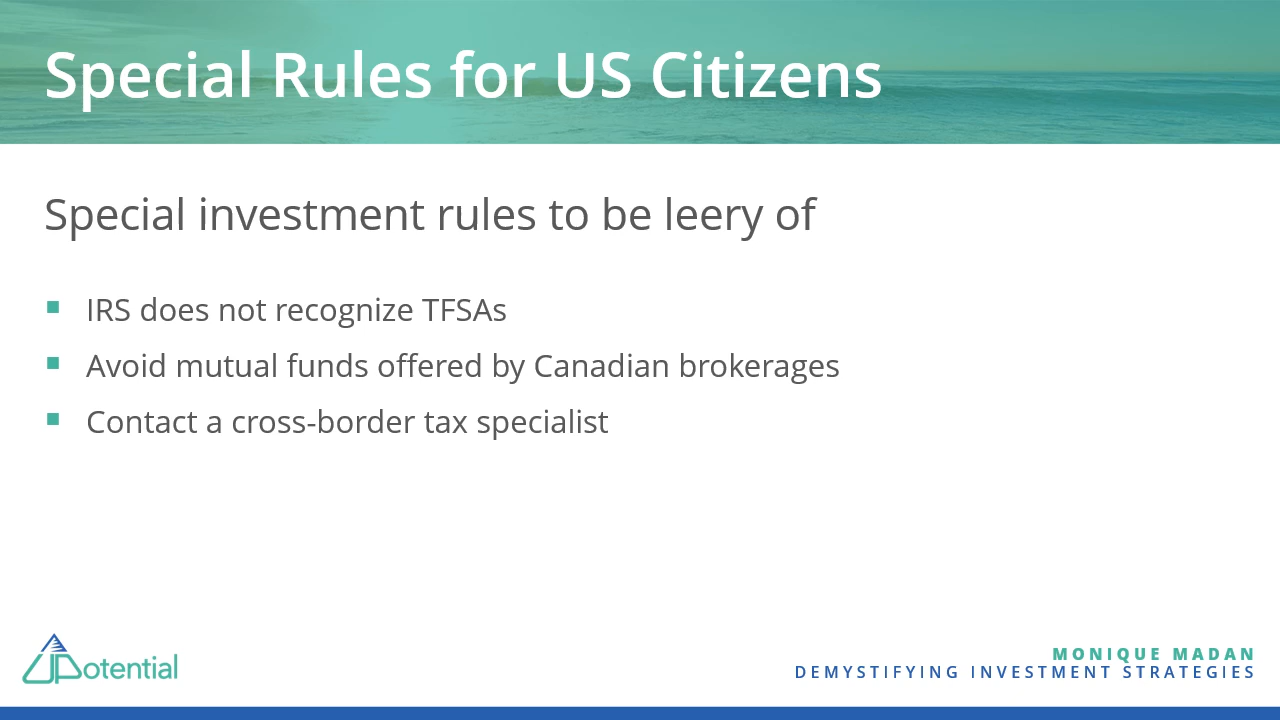 Special Rules for US Citizens
Special investment rules to be leery of
IRS does not recognize TFSAs
Avoid mutual funds offered by Canadian brokerages
Contact a cross-border tax specialist
UPotential
MONIQUE MADAN
DEMYSTIFYING INVESTMENT STRATEGIES